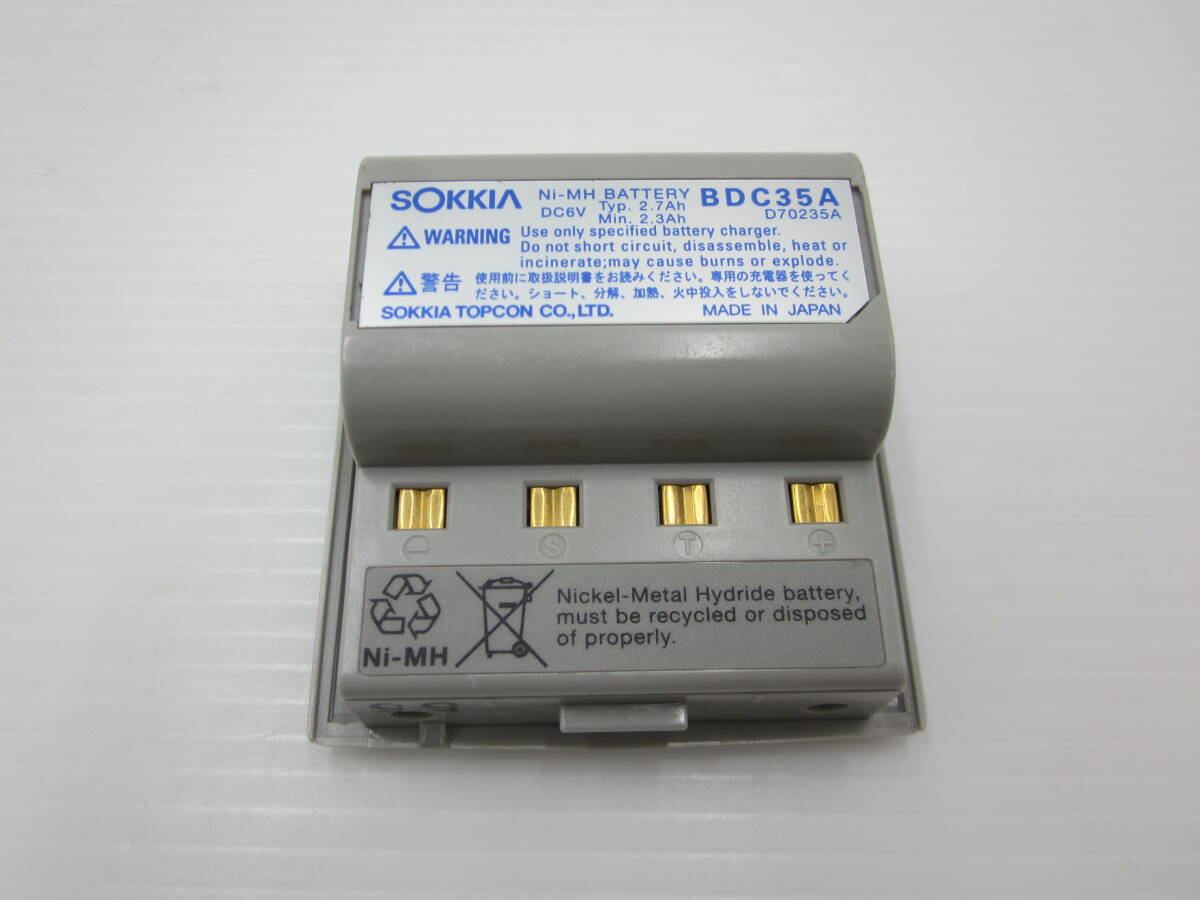 SOKKIA Ni-MH BATTERY BDC35A
DC6V Typ. 2.7Ah
Min. 2.3Ah D70235A
WARNING Use only specified battery charger.
Do not short circuit, disassemble, heat or
incinerate;may cause burns or explode.
警告 使用前に取扱説明書をお読みください。専用の充電器を使ってく
ださい。ショート、分解、加熱、火中投入をしないでください。
SOKKIA TOPCON CO.,LTD. MADE IN JAPAN
- S T +
Nickel-Metal Hydride battery,
must be recycled or disposed
of properly.
Ni-MH